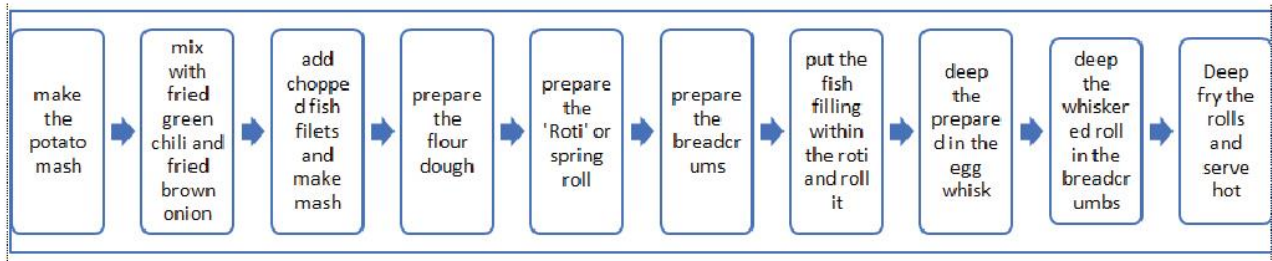 make
the
potato
mash
mix
with
fried
green
chili and
fried
brown
onion
add
choppe
d fish
filets
and
make
mash
prepare
the
flour
dough
prepare
the
'Roti' or
spring
roll
prepare
the
breadcr
ums
put the
fish
filling
within
the roti
and roll
it
deep
the
prepare
d in the
egg
whisk
deep
the
whisker
ed roll
in the
breadcr
umbs
Deep
fry the
rolls
and
serve
hot